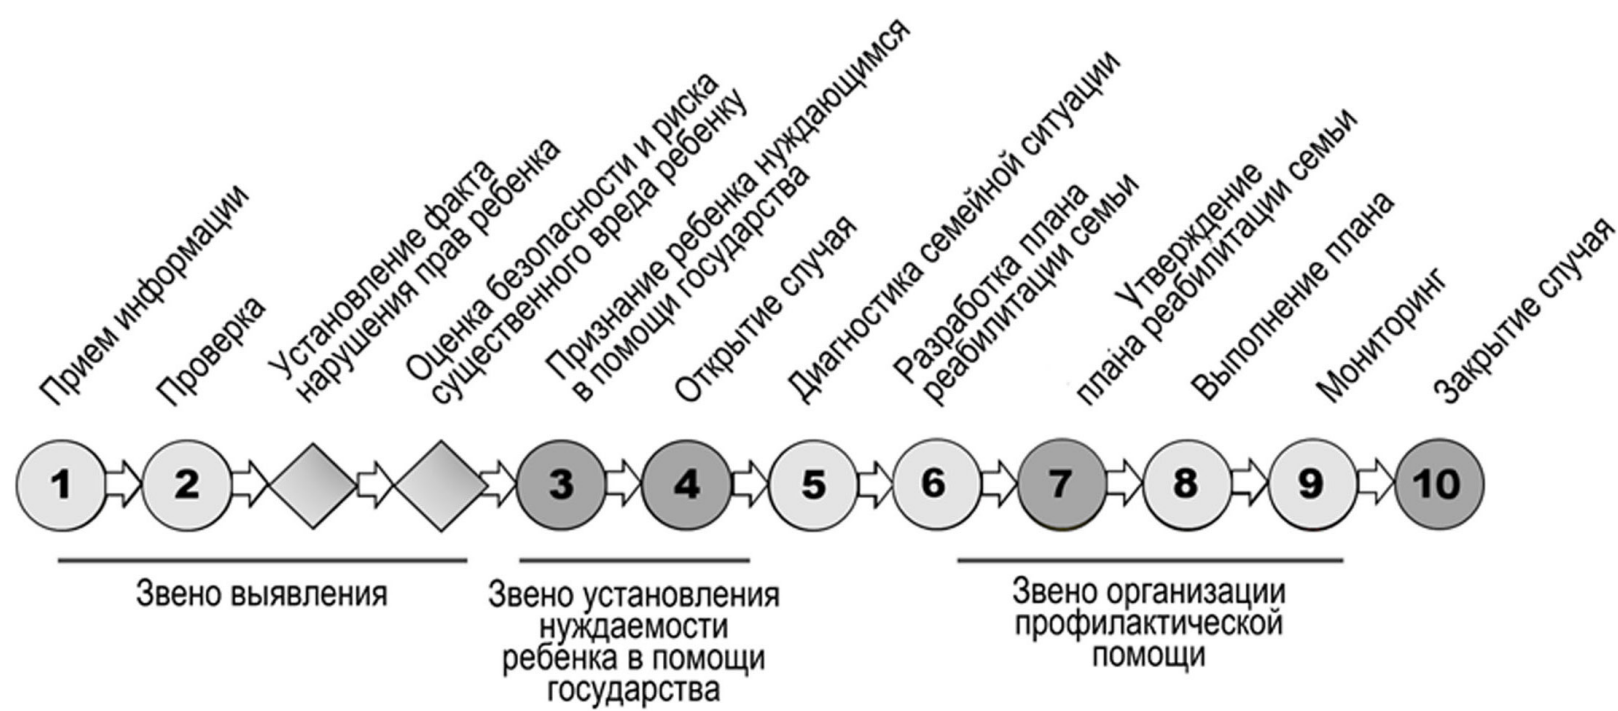 Прием информации
Проверка
Установление факта
нарушения прав ребенка
Оценка безопасности и риска
существенного вреда ребенку
Признание ребенка нуждающимся
в помощи государства
Открытие случая
Диагностика семейной ситуации
Разработка плана
реабилитации семьи
Утверждение
плана реабилитации семьи
Выполнение плана
Мониторинг
Закрытие случая
1
2
3
4
5
6
7
8
9
10
Звено выявления
Звено установления
нуждаемости
ребенка в помощи
государства
Звено организации
профилактической
помощи